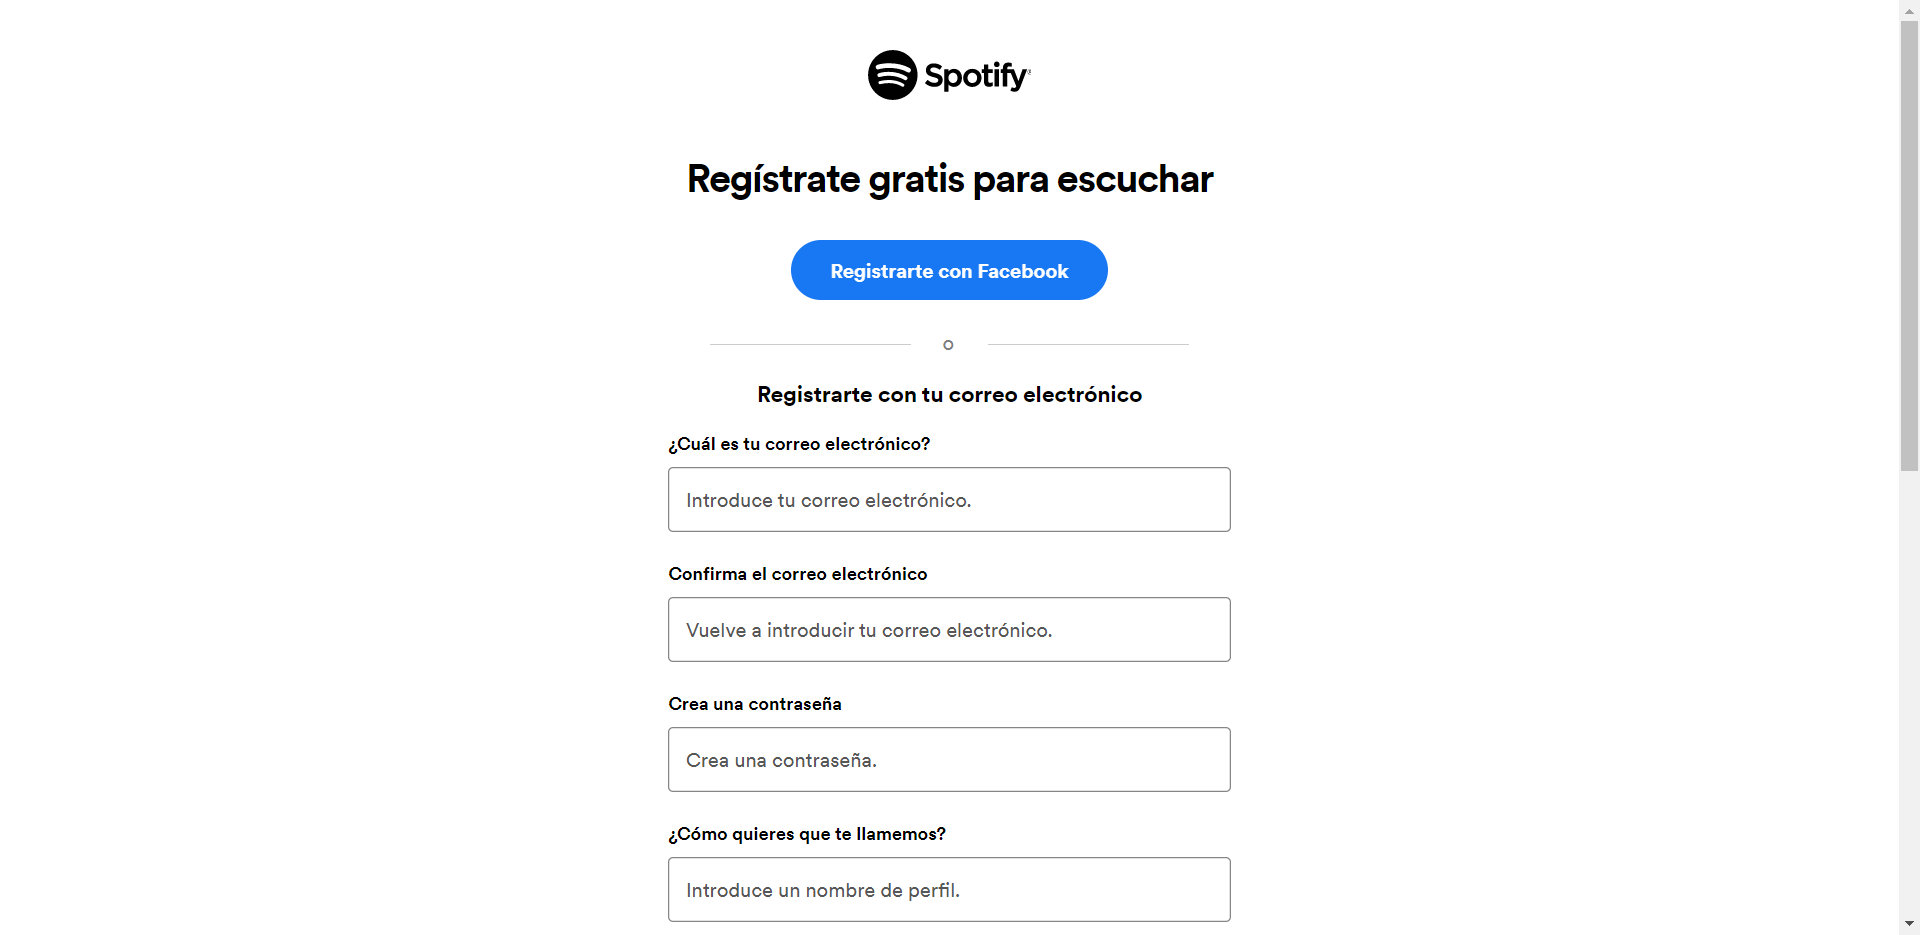 Spotify
Regístrate gratis para escuchar
Registrarte con Facebook
o
Registrarte con tu correo electrónico
¿Cuál es tu correo electrónico?
Introduce tu correo electrónico.
Confirma el correo electrónico
Vuelve a introducir tu correo electrónico.
Crea una contraseña
Crea una contraseña.
¿Cómo quieres que te llamemos?
Introduce un nombre de perfil.